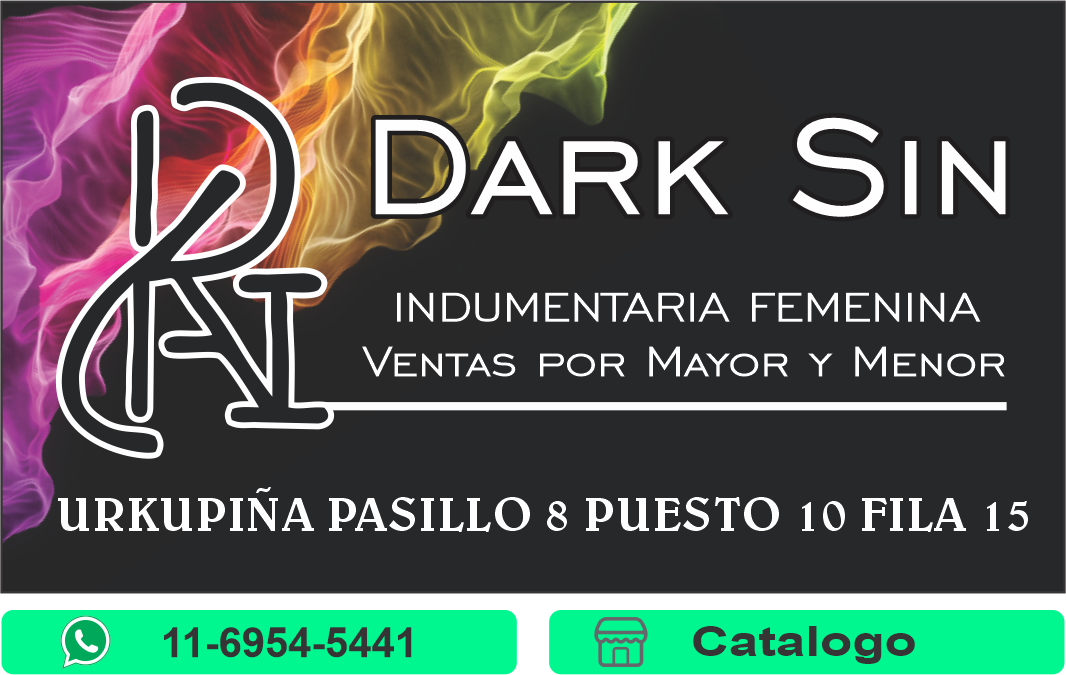 DARK SIN
INDUMENTARIA FEMENINA
VENTAS POR MAYOR Y MENOR
URKUPIÑA PASILLO 8 PUESTO 10 FILA 15
11-6954-5441
Catalogo